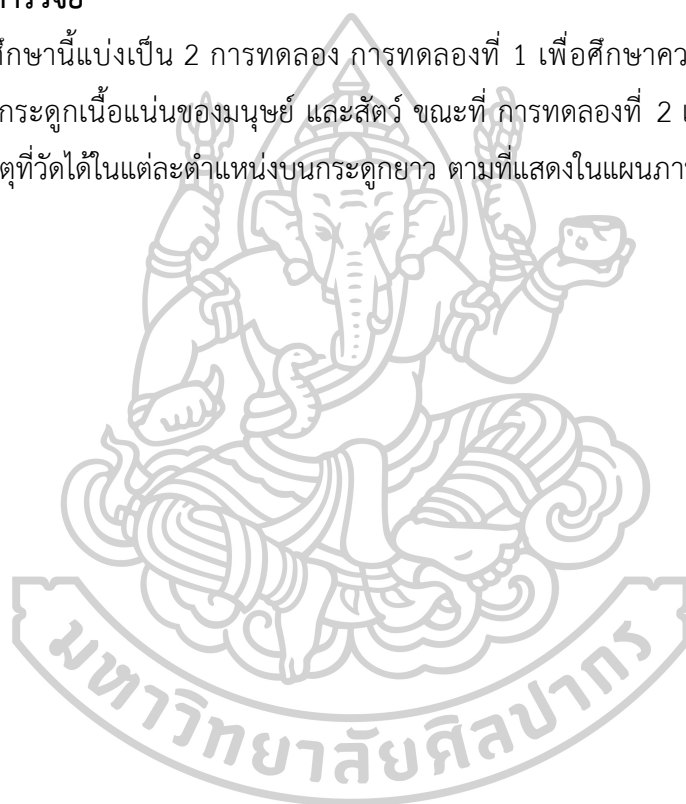 ศึกษานี้แบ่งเป็น 2 การทดลอง การทดลองที่ 1 เพื่อศึกษาคว
กระดูกเนื้อแน่นของมนุษย์ และสัตว์ ขณะที่ การทดลองที่ 2 เ
ตุที่วัดได้ในแต่ละตำแหน่งบนกระดูกยาว ตามที่แสดงในแผนภา
มหาวิทยาลัยศิลปากร